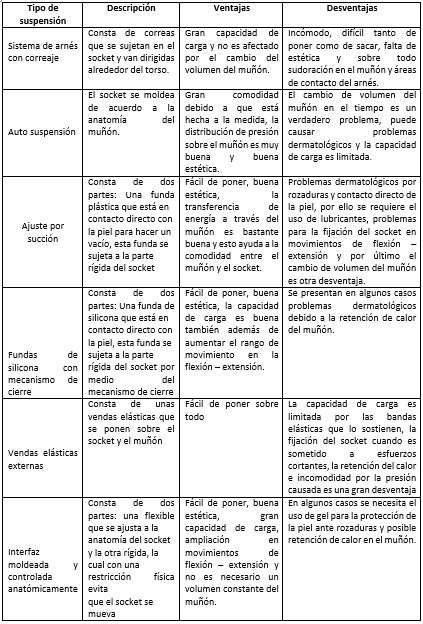 Tipo de suspensión
Descripción
Ventajas
Desventajas
Sistema de arnés
con correaje
Consta de correas
que se sujetan en el
socket y van dirigidas
alrededor del torso.
Gran capacidad de
carga y no es afectado
por el cambio del
volumen del muñón.
Incómodo, difícil tanto de
poner como de sacar, falta de
estética y sobre todo
sudoración en el muñón y áreas
de contacto del arnés.
Auto suspensión
El socket se moldea
de acuerdo a la
anatomía del
muñón.
Gran comodidad
debido a que está
hecha a la medida, la
distribución de presión
sobre el muñón es muy
buena y buena
estética.
El cambio de volumen del
muñón en el tiempo es un
verdadero problema, puede
causar problemas
dermatológicos y la capacidad
de carga es limitada.
Ajuste por
succión
Consta de dos
partes: Una funda
plástica que está en
contacto directo con
la piel para hacer un
vacío, esta funda se
sujeta a la parte
rígida del socket
Fácil de poner, buena
estética, la
transferencia de
energía a través del
muñón es bastante
buena y esto ayuda a la
comodidad entre el
muñón y el socket.
Problemas dermatológicos por
rozaduras y contacto directo de
la piel, por ello se requiere el
uso de lubricantes, problemas
para la fijación del socket en
movimientos de flexión –
extensión y por último el
cambio de volumen del muñón
es otra desventaja.
Fundas de
silicona con
mecanismo de
cierre
Consta de dos
partes: Una funda de
silicona que está en
contacto directo con
la piel, esta funda se
sujeta a la parte
rígida del socket por
medio del
mecanismo de cierre
Fácil de poner, buena
estética, la capacidad
de carga es buena
también además de
aumentar el rango de
movimiento en la
flexión – extensión.
Se presentan en algunos casos
problemas dermatológicos
debido a la retención de calor
del muñón.
Vendas elásticas
externas
Consta de unas
vendas elásticas que
se ponen sobre el
socket y el muñón
Fácil de poner sobre
todo
La capacidad de carga es
limitada por las bandas
elásticas que lo sostienen, la
fijación del socket cuando es
sometido a esfuerzos
cortantes, la retención del calor
e incomodidad por la presión
causada es una gran desventaja
Interfaz
moldeada y
controlada
anatómicamente
Consta de dos
partes: una flexible
que se ajusta a la
anatomía del socket
y la otra rígida, la
cual con una
restricción física
evita
que el socket se
mueva
Fácil de poner, buena
estética, gran
capacidad de carga,
ampliación en
movimientos de
flexión – extensión y
no es necesario un
volumen constante del
muñón.
En algunos casos se necesita el
uso de gel para la protección de
la piel ante rozaduras y posible
retención de calor en el muñón.